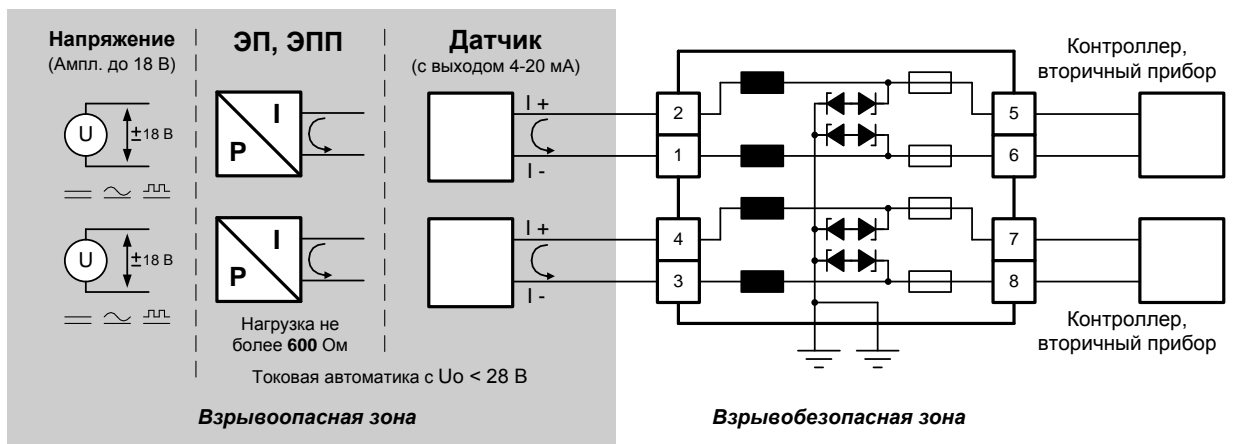 Напряжение
(Ампл. до 18 В)
ЭП, ЭПП
Датчик
(с выходом 4-20 мА)
Контроллер,
вторичный прибор
U
±18 В
I
P
I +
I -
2
1
5
6
U
±18 В
I
P
I +
I -
4
3
7
8
Нагрузка не
более 600 Ом
Контроллер,
вторичный прибор
Токовая автоматика с Uo < 28 В
Взрывоопасная зона
Взрывобезопасная зона